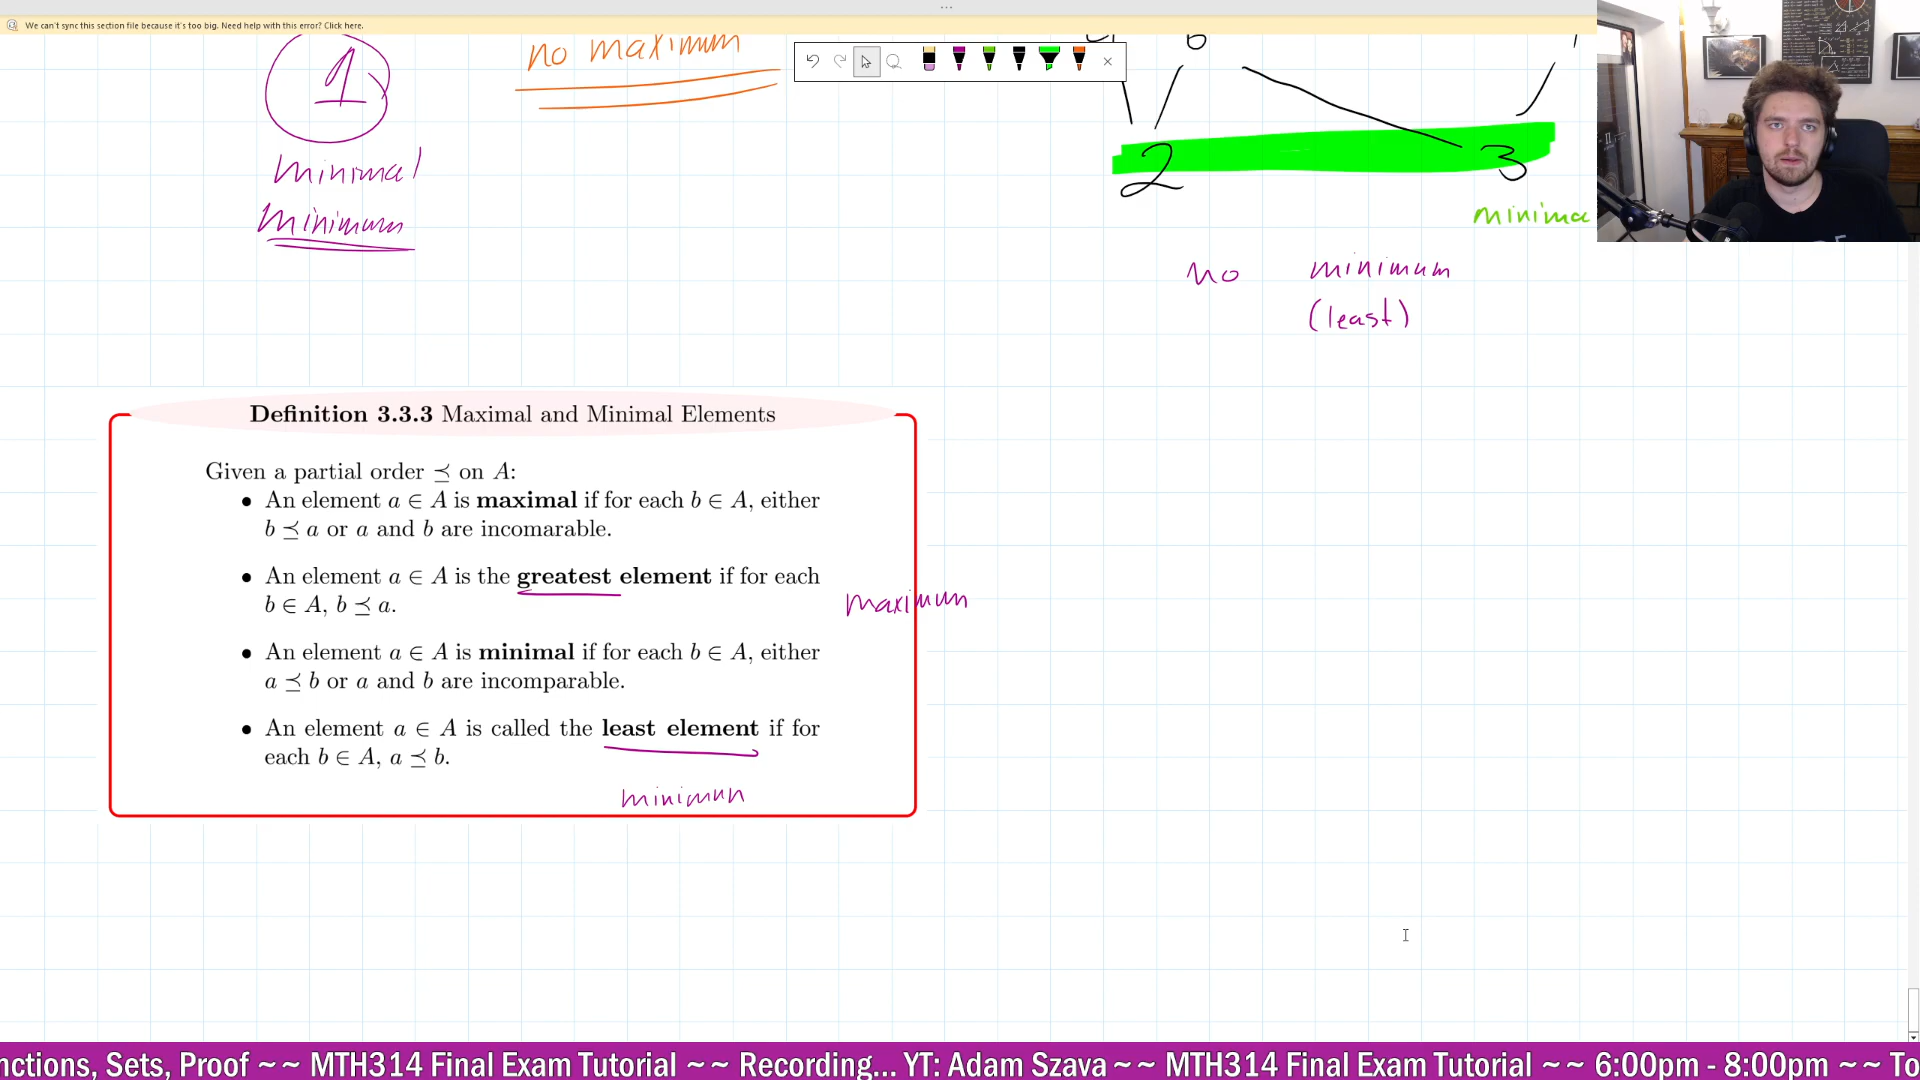 We can't sync this section file because it's too big. Need help with this error? Click here.
no maximum
1
minimal
minimum
6
2
3
minima
no minimum
(least)
Definition 3.3.3 Maximal and Minimal Elements
Given a partial order ⪯ on A:
• An element a ∈ A is maximal if for each b ∈ A, either
b ⪯ a or a and b are incomarable.
• An element a ∈ A is the greatest element if for each
b ∈ A, b ⪯ a.
maximun
• An element a ∈ A is minimal if for each b ∈ A, either
a ⪯ b or a and b are incomparable.
• An element a ∈ A is called the least element if for
each b ∈ A, a ⪯ b.
minimun
nctions, Sets, Proof ~~ MTH314 Final Exam Tutorial ~~ Recording... YT: Adam Szava ~~ MTH314 Final Exam Tutorial ~~ 6:00pm - 8:00pm ~~ To